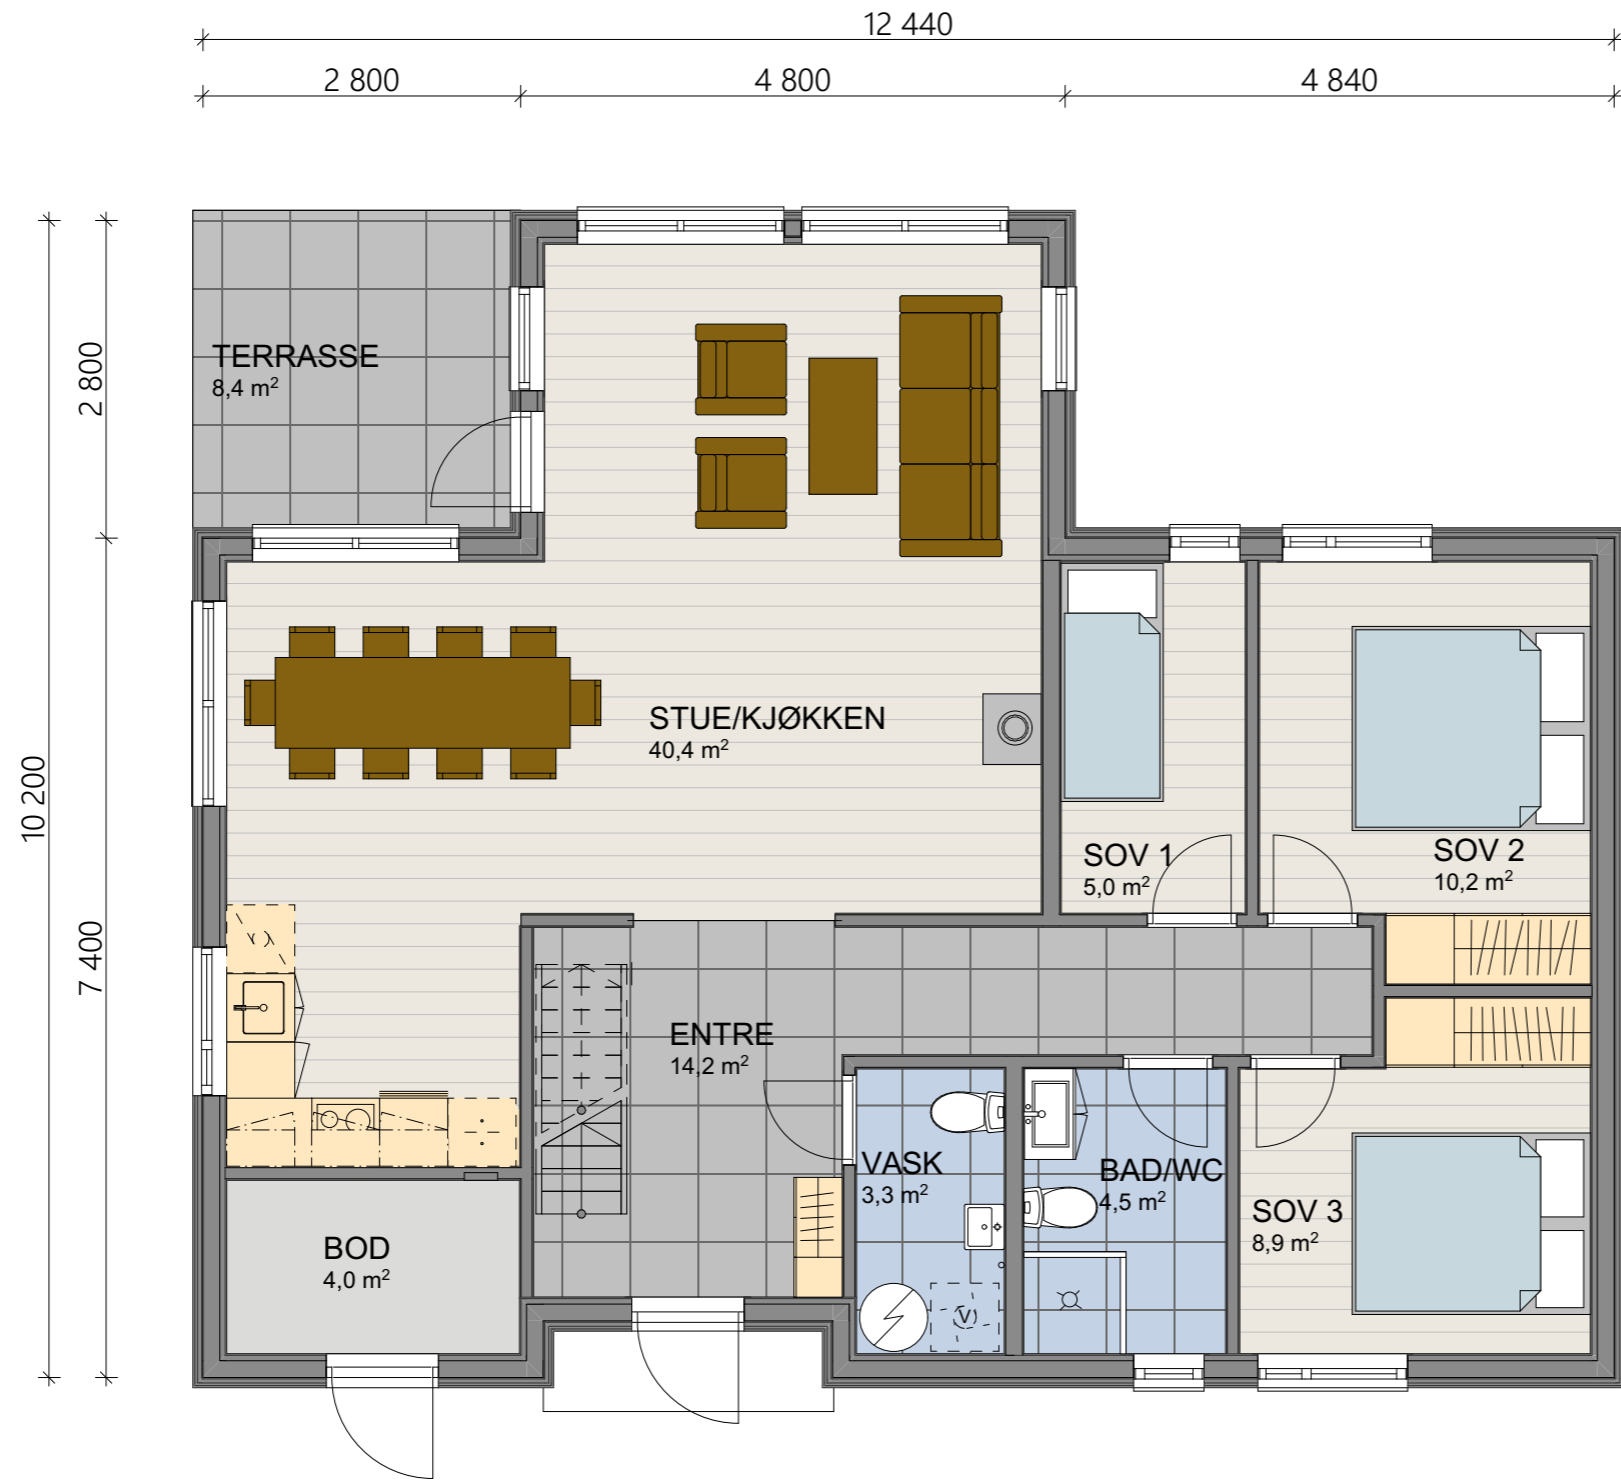 12 440
2 800
4 800
4 840
10 200
2 800
7 400
TERRASSE
8,4 m²
STUE/KJØKKEN
40,4 m²
SOV 1
5,0 m²
SOV 2
10,2 m²
ENTRE
14,2 m²
VASK
3,3 m²
BAD/WC
4,5 m²
SOV 3
8,9 m²
BOD
4,0 m²
V